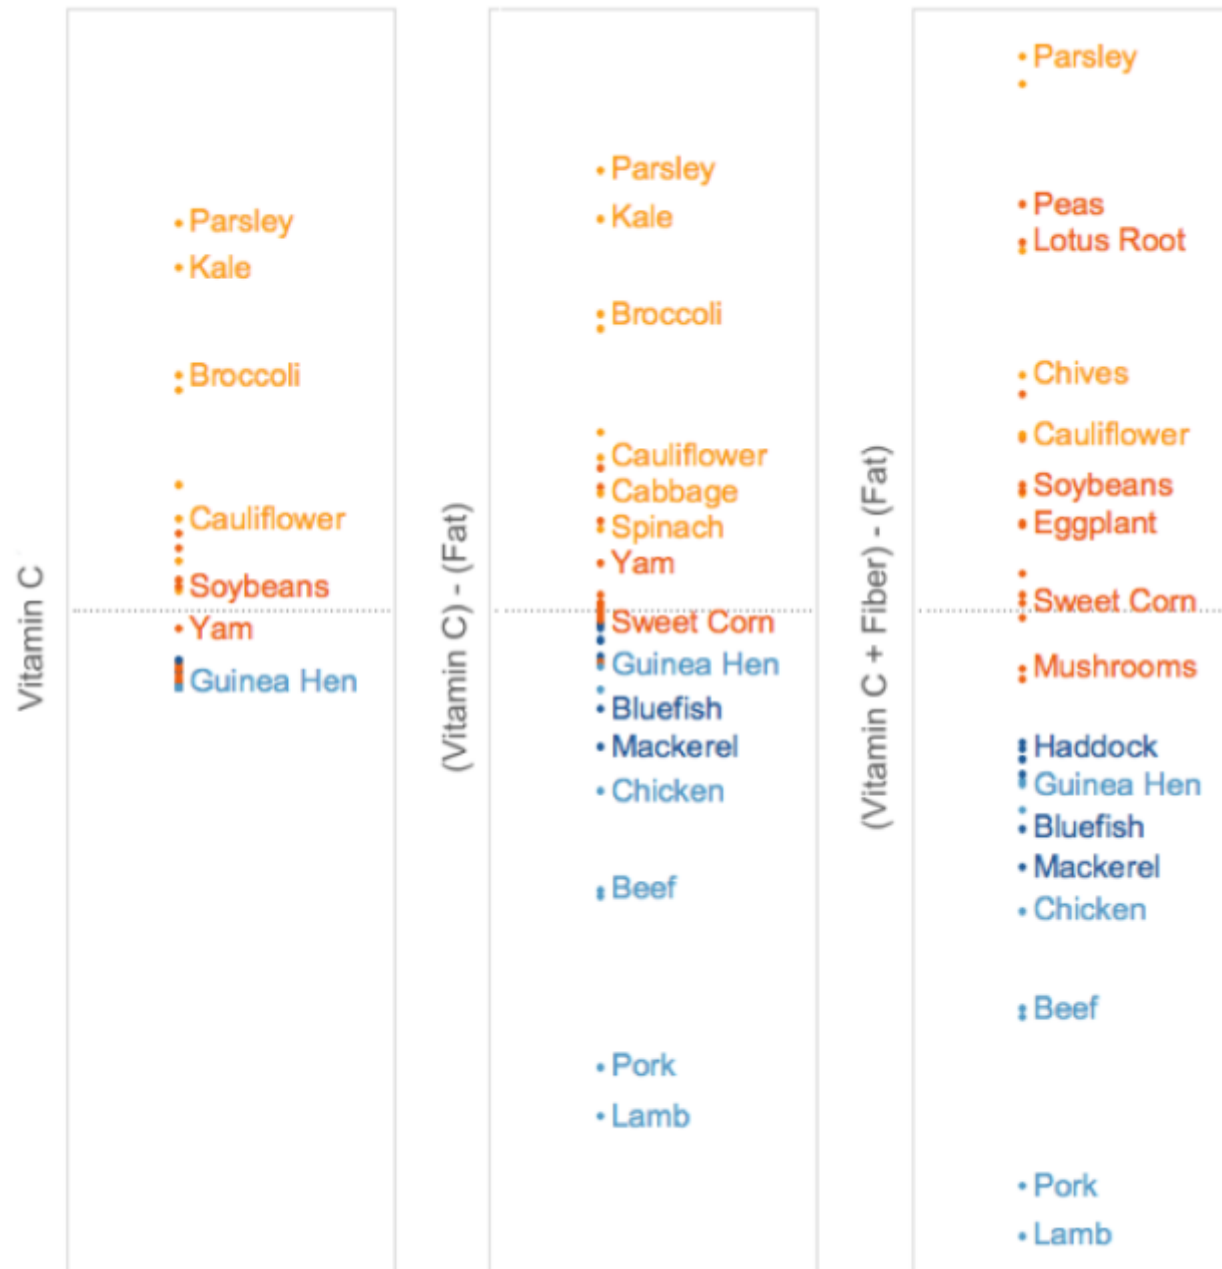 Vitamin C
Parsley
Kale
Broccoli
Cauliflower
Soybeans
Yam
Guinea Hen
(Vitamin C) - (Fat)
Parsley
Kale
Broccoli
Cauliflower
Cabbage
Spinach
Yam
Sweet Corn
Guinea Hen
Bluefish
Mackerel
Chicken
Beef
Pork
Lamb
(Vitamin C + Fiber) - (Fat)
Parsley
Peas
Lotus Root
Chives
Cauliflower
Soybeans
Eggplant
Sweet Corn
Mushrooms
Haddock
Guinea Hen
Bluefish
Mackerel
Chicken
Beef
Pork
Lamb